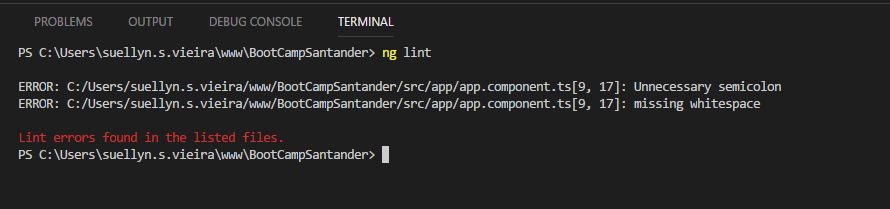 PROBLEMS OUTPUT DEBUG CONSOLE TERMINAL
PS C:\Users\suellyn.s.vieira\www\BootCampSantander> ng lint
ERROR: C:/Users/suellyn.s.vieira/www/BootCampSantander/src/app/app.component.ts[9, 17]: Unnecessary semicolon
ERROR: C:/Users/suellyn.s.vieira/www/BootCampSantander/src/app/app.component.ts[9, 17]: missing whitespace
Lint errors found in the listed files.
PS C:\Users\suellyn.s.vieira\www\BootCampSantander>